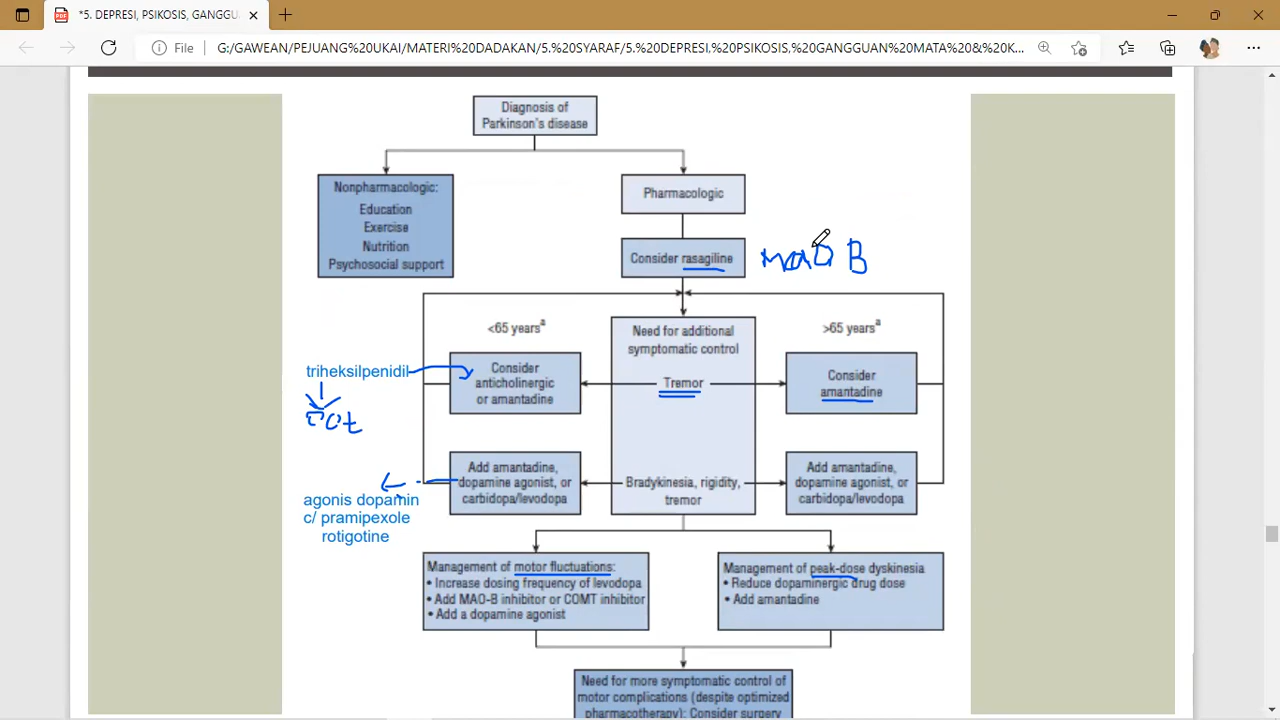 *5. DEPRESI, PSIKOSIS, GANGGU
File
G:/GAWEAN/PEJUANG%20UKAI/MATERI%20DADAKAN/5.%20SYARAF/5.%20DEPRESI,%20PSIKOSIS,%20GANGGUAN%20MATA%20&%20K...
Diagnosis of
Parkinson's disease
Nonpharmacologic:
Education
Exercise
Nutrition
Psychosocial support
Pharmacologic
Consider rasagiline
MaO B
<65 yearsª
Need for additional
symptomatic control
>65 yearsª
triheksilpenidil
Consider
anticholinergic
or amantadine
Tremor
Consider
amantadine
Add amantadine,
dopamine agonist, or
carbidopa/levodopa
Bradykinesia, rigidity,
tremor
Add amantadine,
dopamine agonist, or
carbidopa/levodopa
agonis dopamin
c/ pramipexole
rotigotine
Management of motor fluctuations:
• Increase dosing frequency of levodopa
• Add MAO-B inhibitor or COMT inhibitor
• Add a dopamine agonist
Management of peak-dose dyskinesia
• Reduce dopaminergic drug dose
• Add amantadine
Need for more symptomatic control of
motor complications (despite optimized
pharmacotherapy): Consider surgery